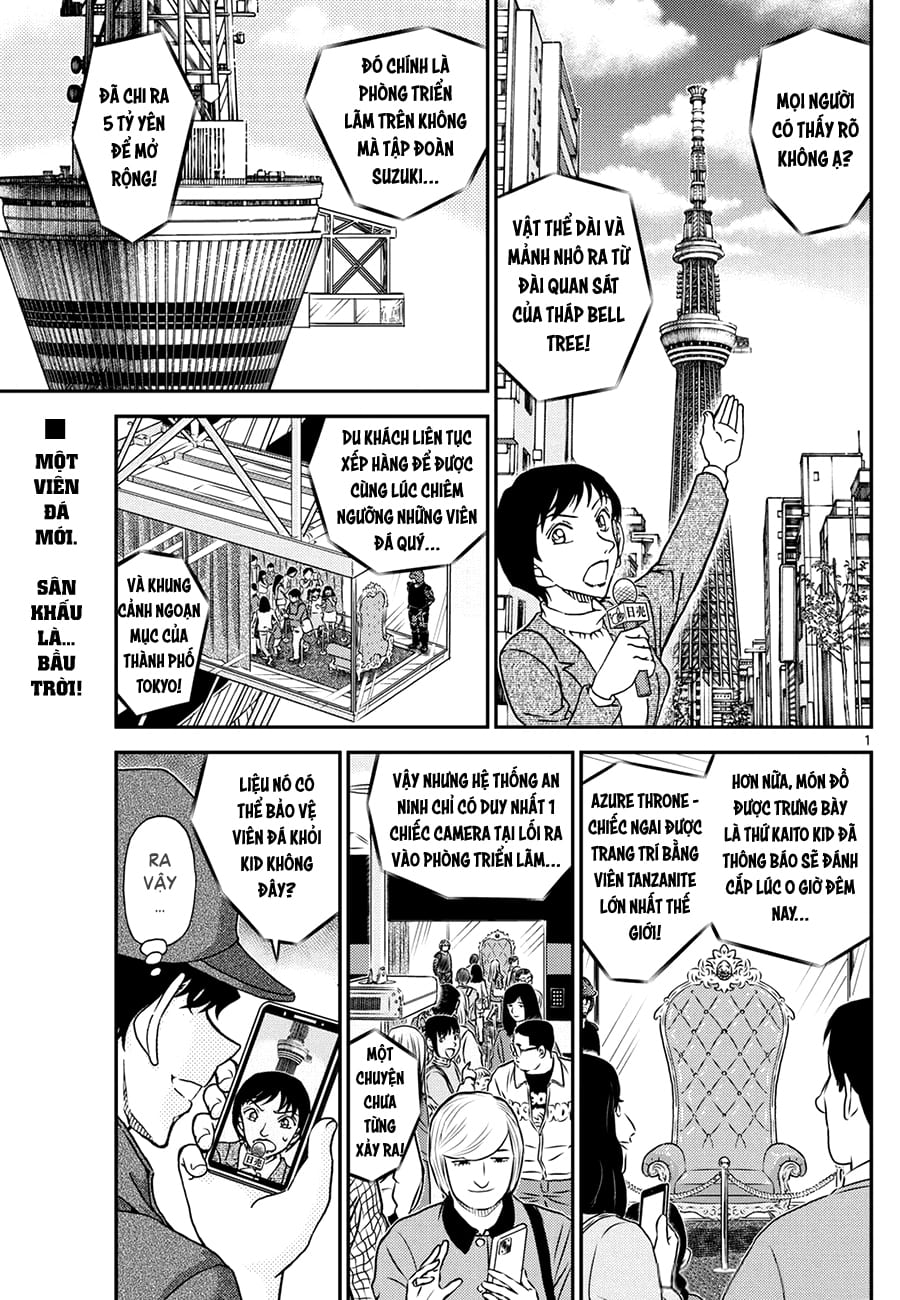 MỌI NGƯỜI
CÓ THẤY RÕ
KHÔNG Ạ?
VẬT THỂ DÀI VÀ
MẢNH NHÔ RA TỪ
ĐÀI QUAN SÁT
CỦA THÁP BELL
TREE!
日売
ĐÓ CHÍNH LÀ
PHÒNG TRIỂN
LÃM TRÊN KHÔNG
MÀ TẬP ĐOÀN
SUZUKI...
ĐÃ CHI RA
5 TỶ YÊN
ĐỂ MỞ
RỘNG!
DU KHÁCH LIÊN TỤC
XẾP HÀNG ĐỂ ĐƯỢC
CÙNG LÚC CHIÊM
NGƯỠNG NHỮNG VIÊN
ĐÁ QUÝ...
VÀ KHUNG
CẢNH NGOẠN
MỤC CỦA
THÀNH PHỐ
TOKYO!
MỘT
VIÊN
ĐÁ
MỚI.
SÂN
KHẤU
LÀ...
BẦU
TRỜI!
1
HƠN NỮA, MÓN ĐỒ
ĐƯỢC TRƯNG BÀY
LÀ THỨ KAITO KID ĐÃ
THÔNG BÁO SẼ ĐÁNH
CẮP LÚC 0 GIỜ ĐÊM
NAY...
AZURE THRONE -
CHIẾC NGAI ĐƯỢC
TRANG TRÍ BẰNG
VIÊN TANZANITE
LỚN NHẤT THẾ
GIỚI!
VẬY NHƯNG HỆ THỐNG AN
NINH CHỈ CÓ DUY NHẤT 1
CHIẾC CAMERA TẠI LỐI RA
VÀO PHÒNG TRIỂN LÃM...
MỘT
CHUYỆN
CHƯA
TỪNG
XẢY RA!
LIỆU NÓ CÓ
THỂ BẢO VỆ
VIÊN ĐÁ KHỎI
KID KHÔNG
ĐÂY?
RA
VẬY
...
日売